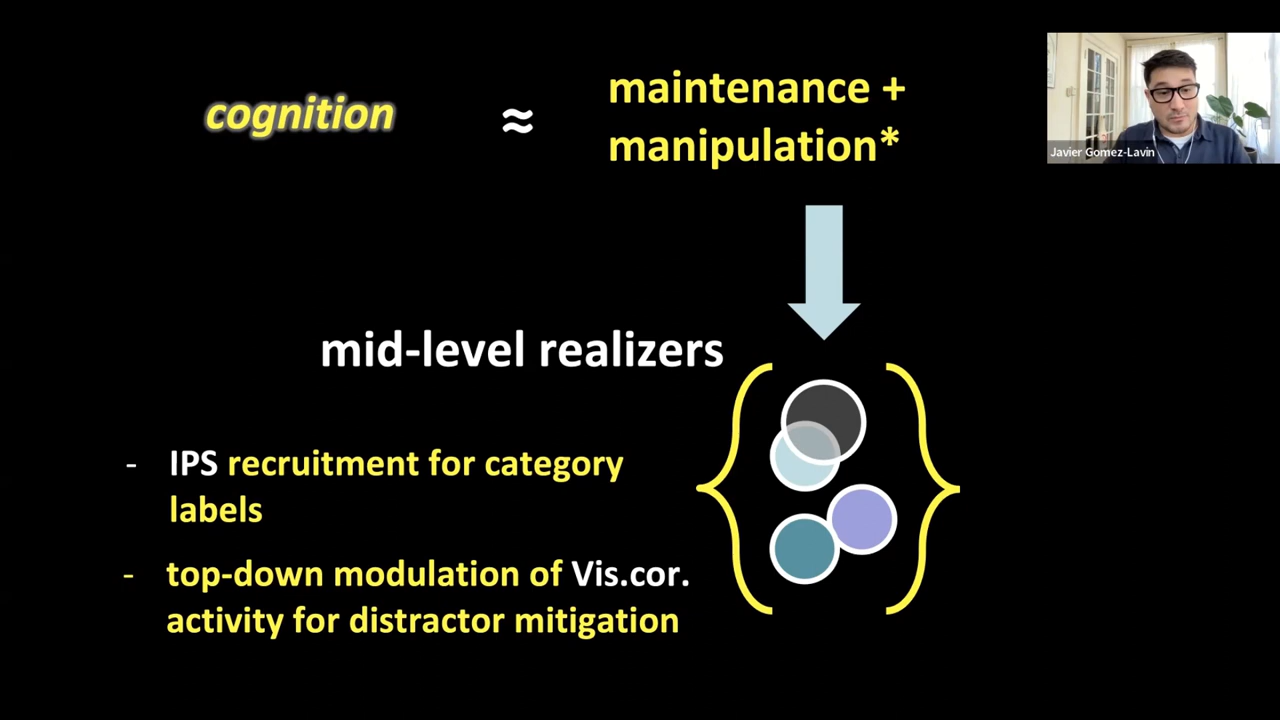 cognition
≈
maintenance +
manipulation*
Javier Gomez-Lavin
mid-level realizers
- IPS recruitment for category
labels
- top-down modulation of Vis.cor.
activity for distractor mitigation